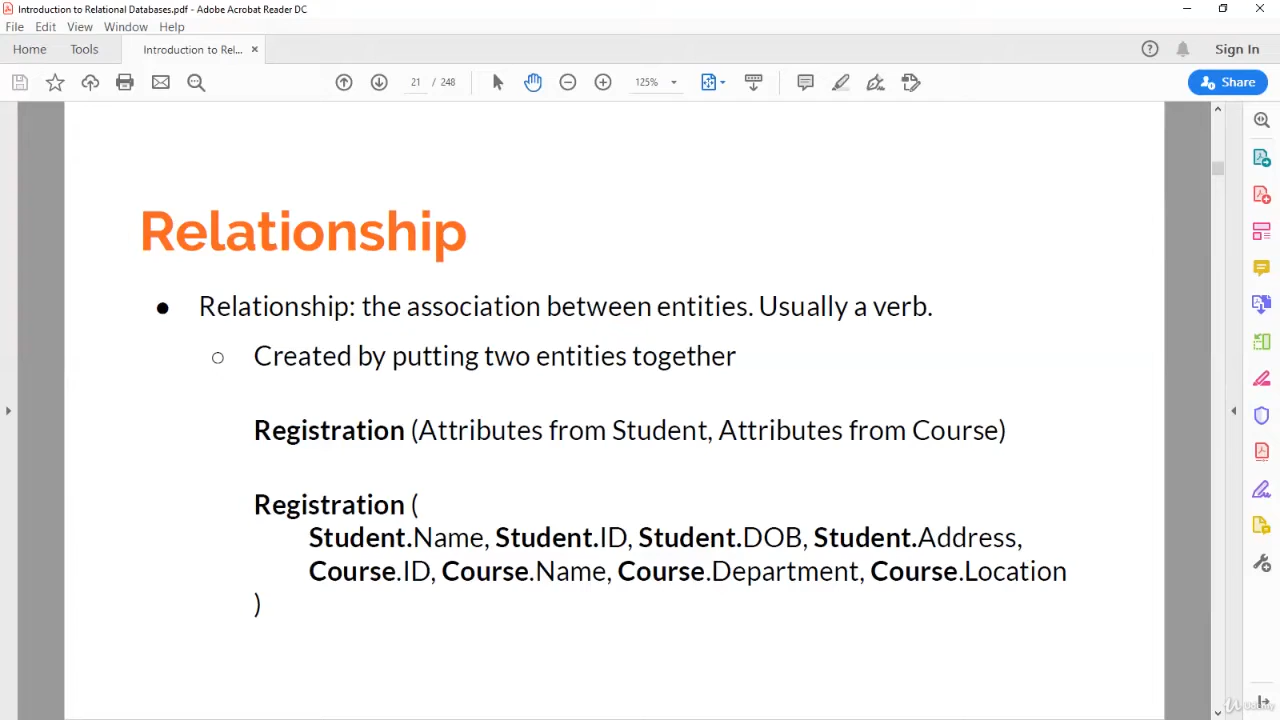 Introduction to Relational Databases.pdf - Adobe Acrobat Reader DC
File Edit View Window Help
Home Tools Introduction to Rel... × Sign In
21 / 248 125% Share
Relationship
● Relationship: the association between entities. Usually a verb.
○ Created by putting two entities together
Registration (Attributes from Student, Attributes from Course)
Registration (
Student.Name, Student.ID, Student.DOB, Student.Address,
Course.ID, Course.Name, Course.Department, Course.Location
)
Udemy